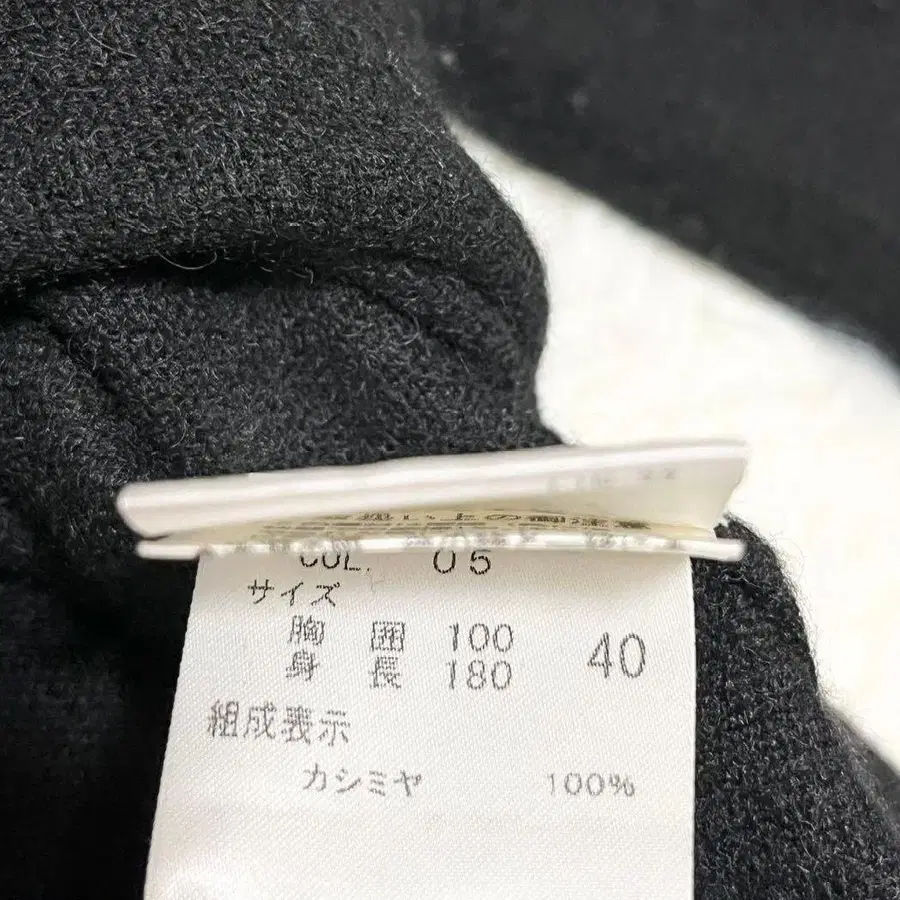 COL. 05
サイズ
胸 囲 100
身 長 180 40
組成表示
カシミヤ 100%